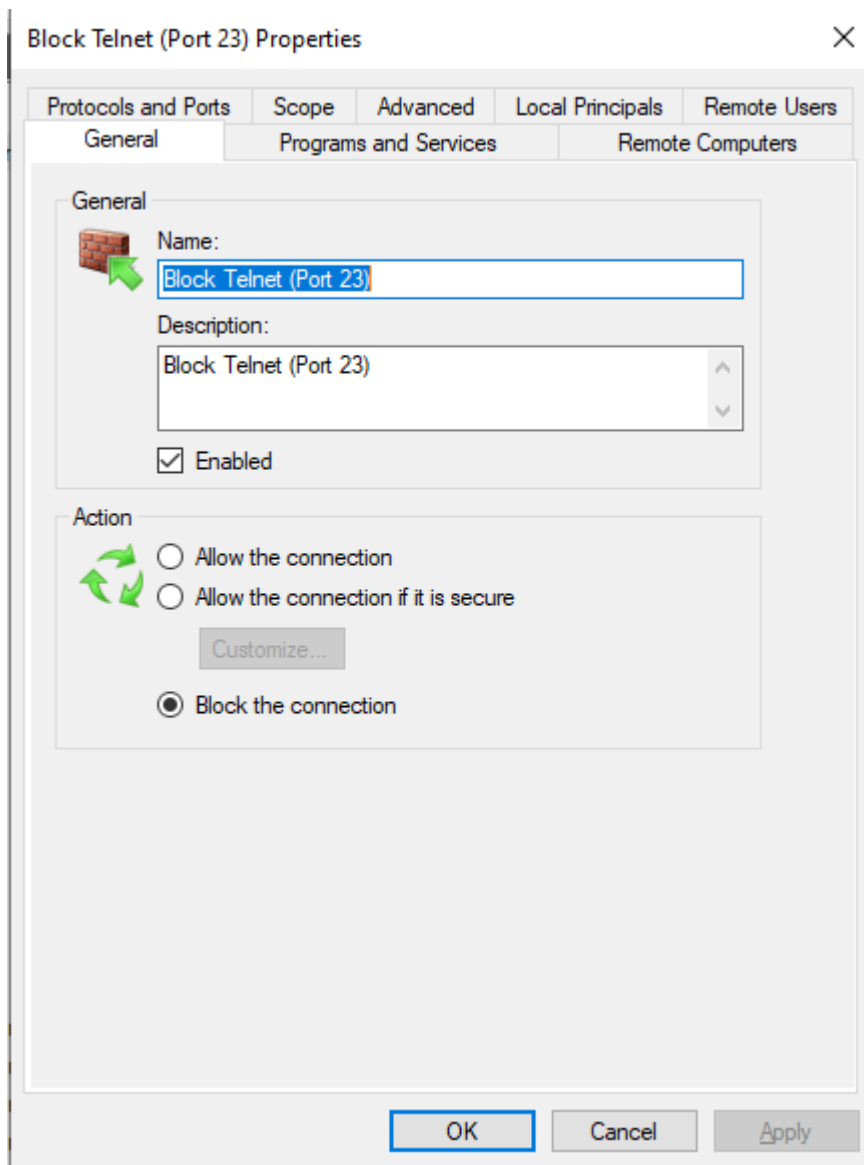 Block Telnet (Port 23) Properties
Protocols and Ports Scope Advanced Local Principals Remote Users
General Programs and Services Remote Computers
General
Name:
Block Telnet (Port 23)
Description:
Block Telnet (Port 23)
Enabled
Action
Allow the connection
Allow the connection if it is secure
Customize...
Block the connection
OK Cancel Apply